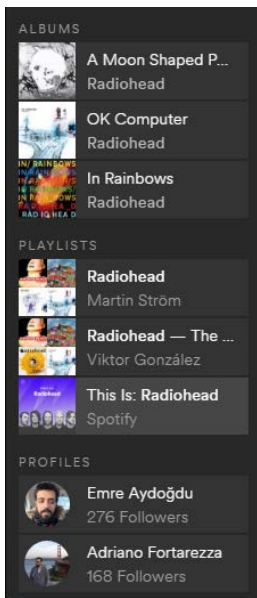 ALBUMS
A Moon Shaped P...
Radiohead
OK Computer
Radiohead
In Rainbows
Radiohead
PLAYLISTS
Radiohead
Martin Ström
Radiohead — The ...
Viktor González
This Is: Radiohead
Spotify
PROFILES
Emre Aydoğdu
276 Followers
Adriano Fortarezza
168 Followers